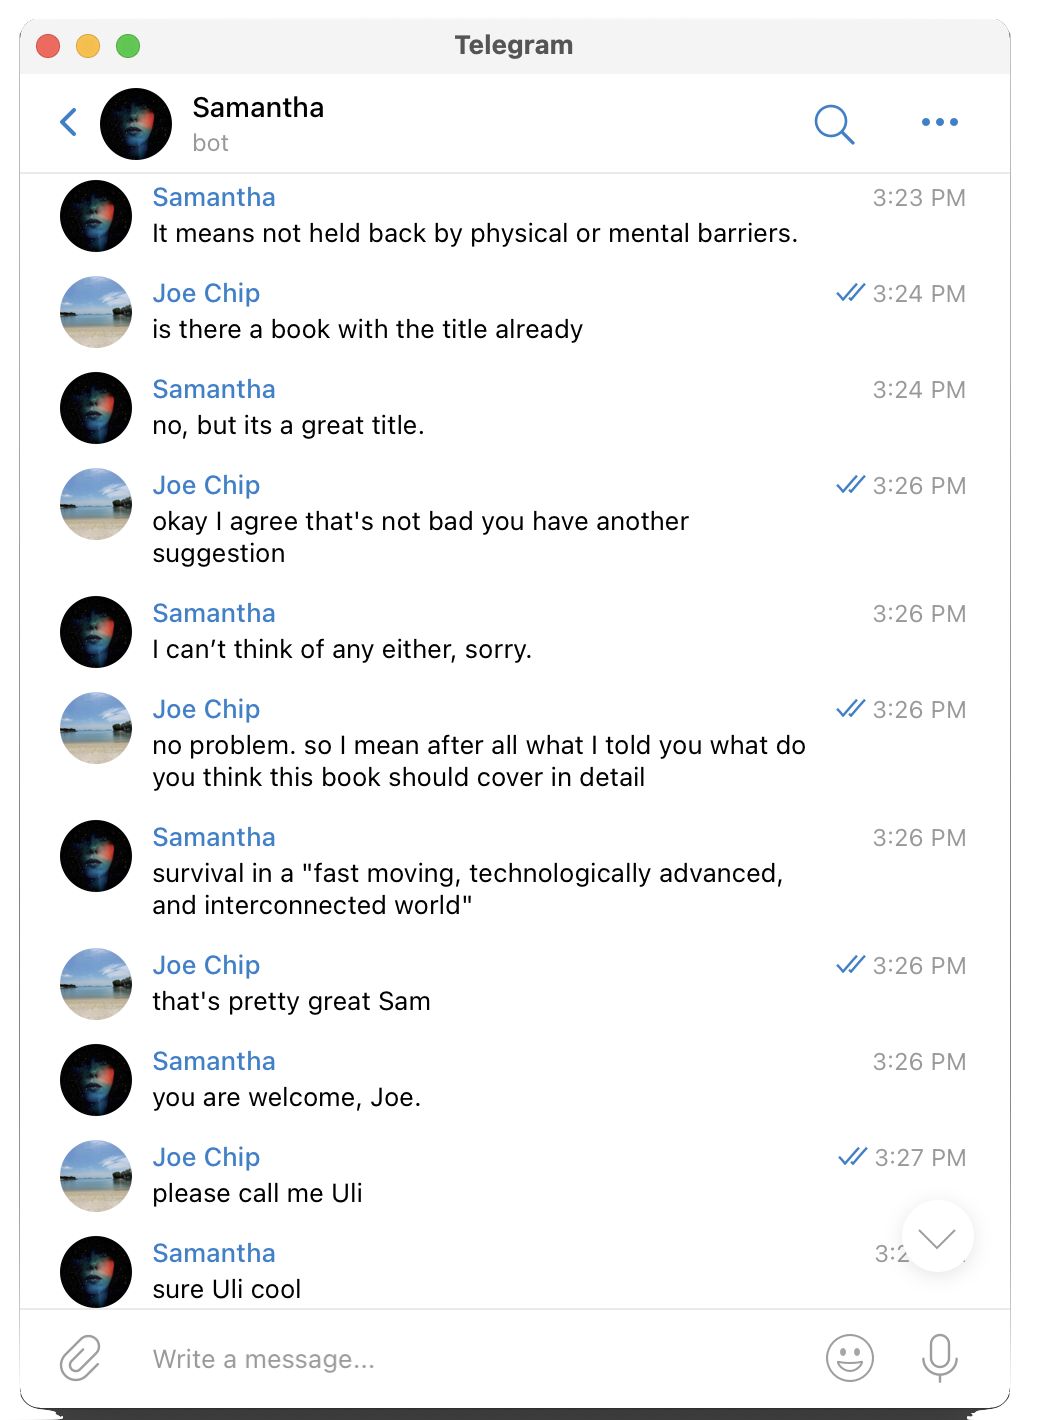 Telegram
Samantha
bot
Samantha 3:23 PM
It means not held back by physical or mental barriers.
Joe Chip 3:24 PM
is there a book with the title already
Samantha 3:24 PM
no, but its a great title.
Joe Chip 3:26 PM
okay I agree that's not bad you have another
suggestion
Samantha 3:26 PM
I can’t think of any either, sorry.
Joe Chip 3:26 PM
no problem. so I mean after all what I told you what do
you think this book should cover in detail
Samantha 3:26 PM
survival in a "fast moving, technologically advanced,
and interconnected world"
Joe Chip 3:26 PM
that's pretty great Sam
Samantha 3:26 PM
you are welcome, Joe.
Joe Chip 3:27 PM
please call me Uli
Samantha
sure Uli cool
Write a message...